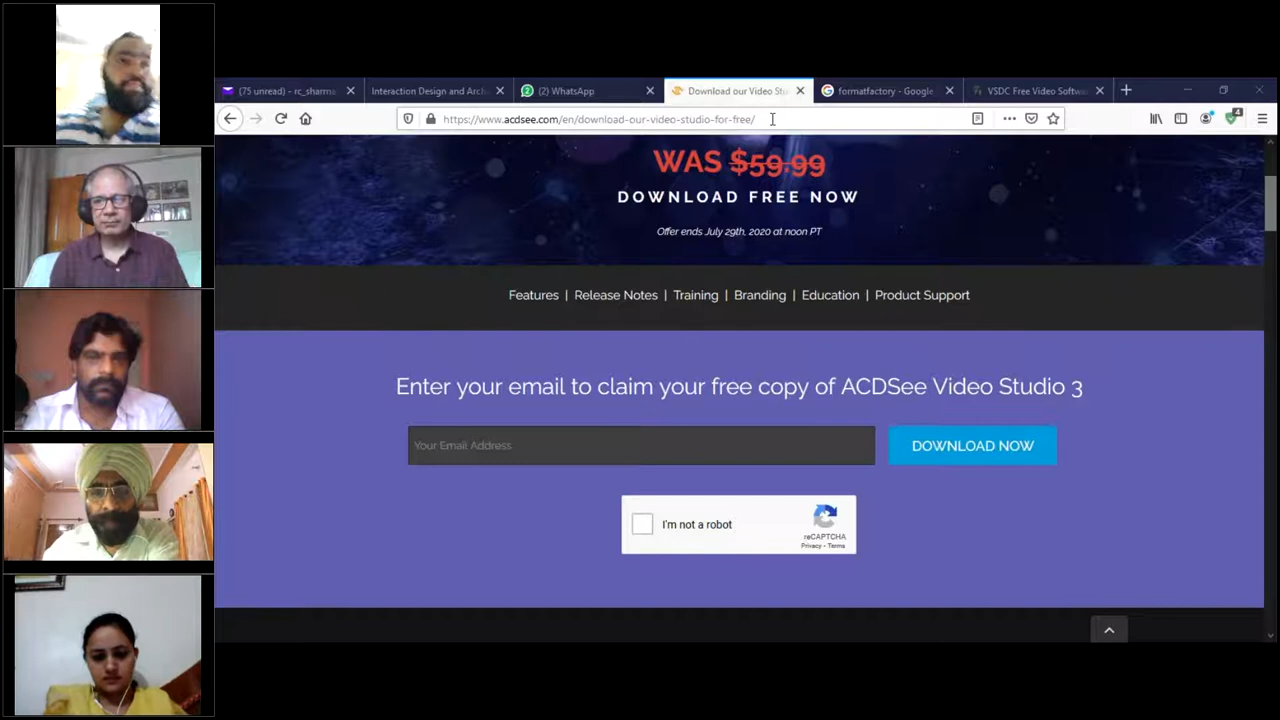 (75 unread) - rc_sharma
Interaction Design and Arch
2
(2) WhatsApp
Download our Video Stu
formatfactory - Google
VSDC Free Video Softwa
https://www.acdsee.com/en/download-our-video-studio-for-free/
4
WAS $59.99
DOWNLOAD FREE NOW
Offer ends July 29th, 2020 at noon PT
Features | Release Notes | Training | Branding | Education | Product Support
Enter your email to claim your free copy of ACDSee Video Studio 3
Your Email Address
DOWNLOAD NOW
I'm not a robot
reCAPTCHA
Privacy - Terms